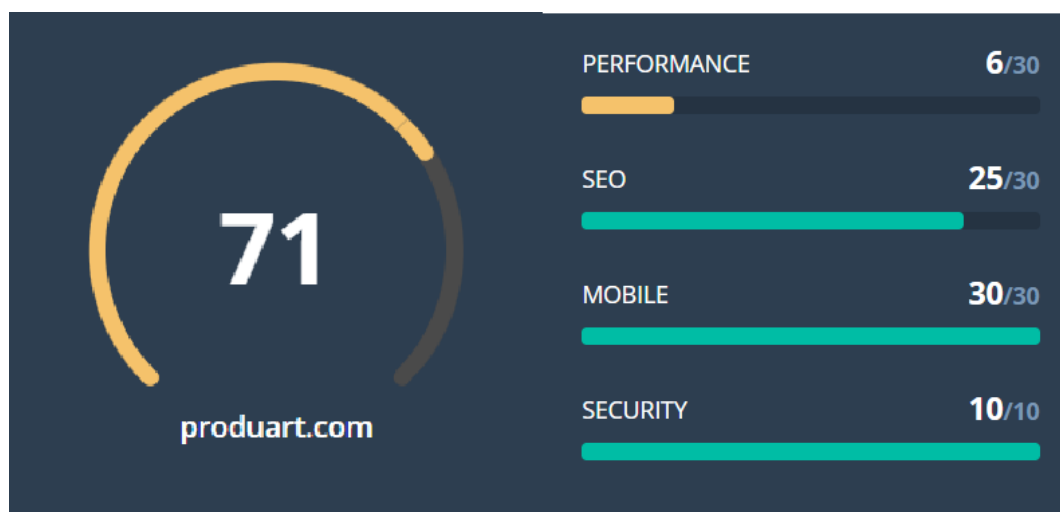 71
produart.com
PERFORMANCE 6/30
SEO 25/30
MOBILE 30/30
SECURITY 10/10